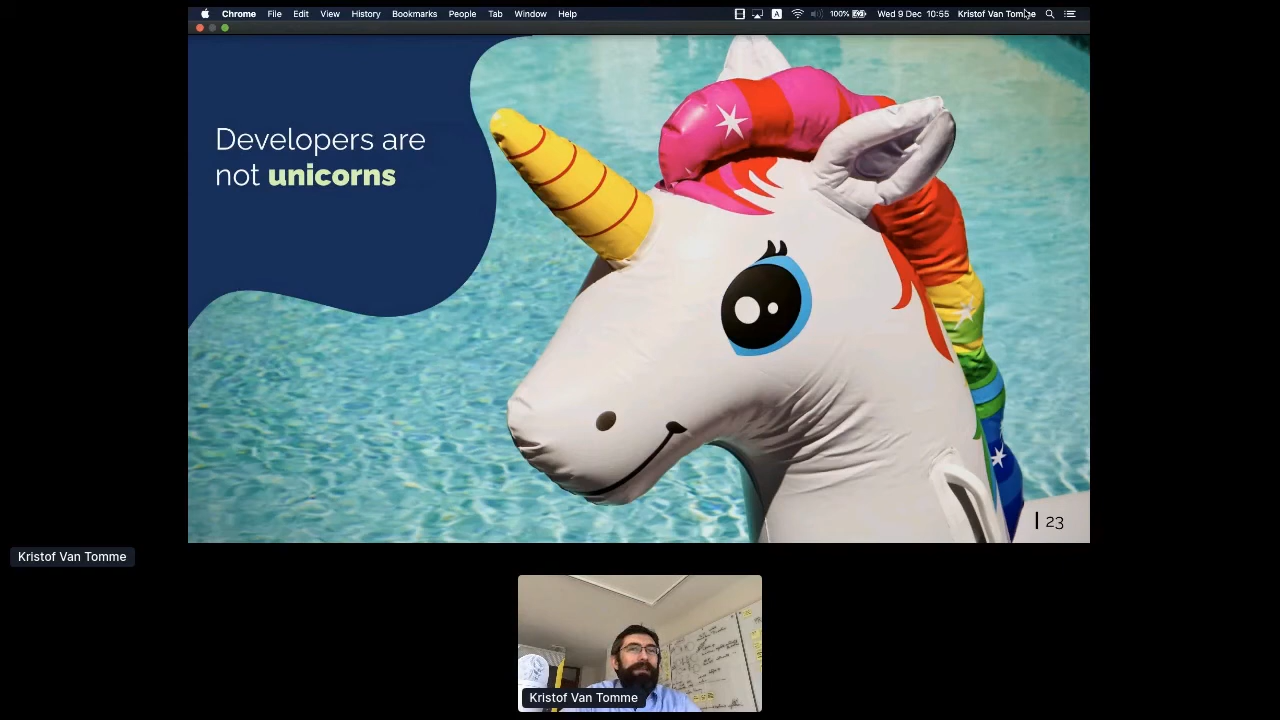 Chrome File Edit View History Bookmarks People Tab Window Help A 100% Wed 9 Dec 10:55 Kristof Van Tomme
Developers are
not unicorns
23
Kristof Van Tomme
Kristof Van Tomme